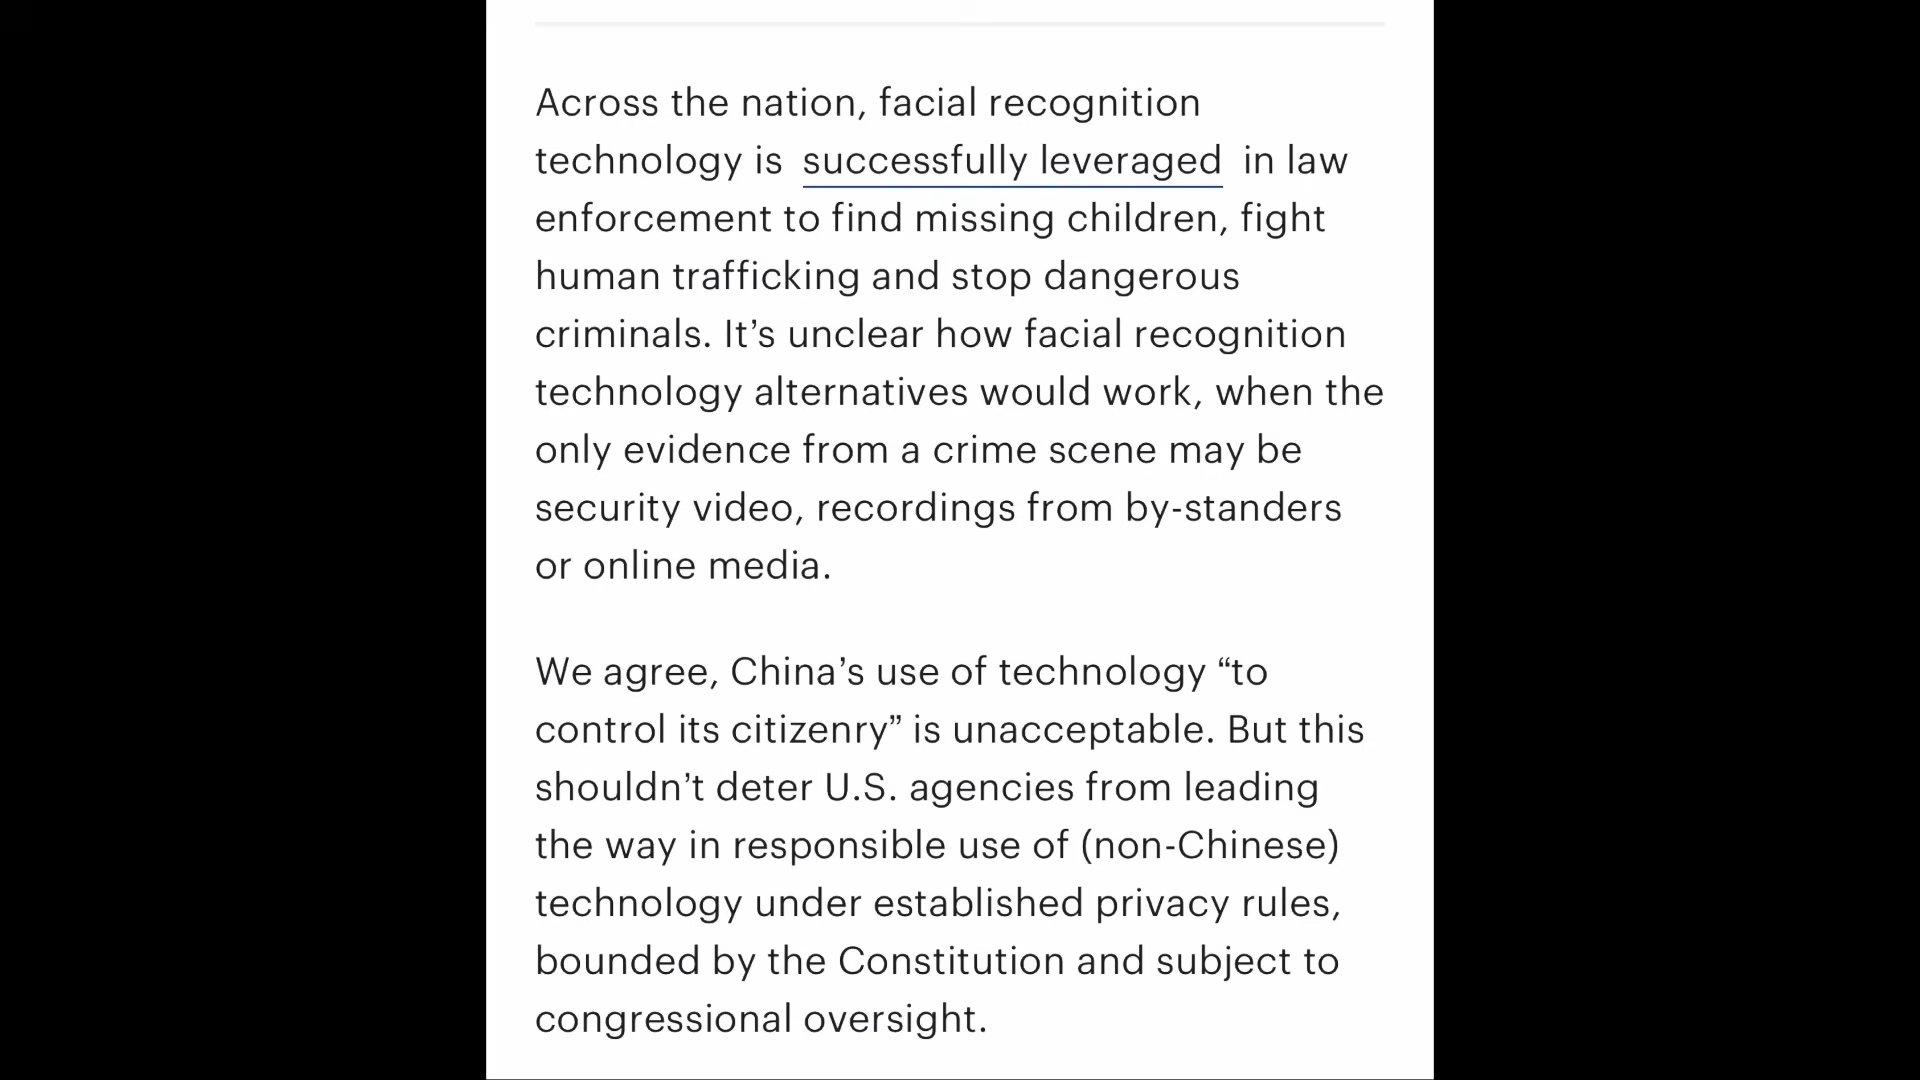 Across the nation, facial recognition
technology is successfully leveraged in law
enforcement to find missing children, fight
human trafficking and stop dangerous
criminals. It’s unclear how facial recognition
technology alternatives would work, when the
only evidence from a crime scene may be
security video, recordings from by-standers
or online media.
We agree, China’s use of technology “to
control its citizenry” is unacceptable. But this
shouldn’t deter U.S. agencies from leading
the way in responsible use of (non-Chinese)
technology under established privacy rules,
bounded by the Constitution and subject to
congressional oversight.